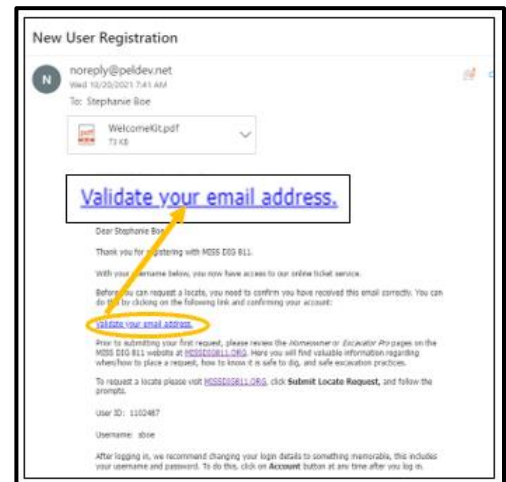 New User Registration
N
noreply@peldev.net
Wed 10/20/2021 7:41 AM
To: Stephanie Boe
WelcomeKit.pdf
73 KB
Validate your email address.
Dear Stephanie Boe
Thank you for registering with MISS DIG 811.
With your username below, you now have access to our online ticket service.
Before you can request a locate, you need to confirm you have received this email correctly. You can
do this by clicking on the following link and confirming your account:
Validate your email address.
Prior to submitting your first request, please review the Homeowner or Excavator Pro pages on the
MISS DIG 811 website at MISSDIG811.ORG. Here you will find valuable information regarding
when/how to place a request, how to know it is safe to dig, and safe excavation practices.
To request a locate please visit MISSDIG811.ORG, click Submit Locate Request, and follow the
prompts.
User ID: 1102487
Username: sboe
After logging in, we recommend changing your login details to something memorable, this includes
your username and password. To do this, click on Account button at any time after you log in.